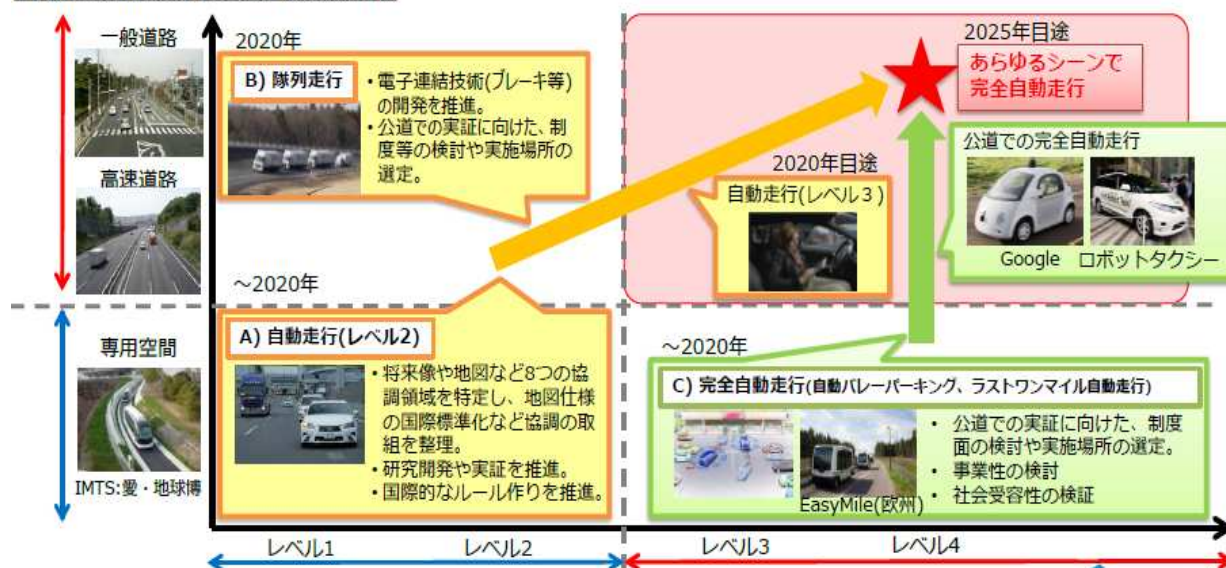 一般道路
高速道路
専用空間
IMTS:愛・地球博
2020年
B) 隊列走行
・電子連結技術(ブレーキ等)
の開発を推進。
・公道での実証に向けた、制
度等の検討や実施場所の
選定。
～2020年
A) 自動走行(レベル2)
・将来像や地図など8つの協
調領域を特定し、地図仕様
の国際標準化など協調の取
組を整理。
・研究開発や実証を推進。
・国際的なルール作りを推進。
2025年目途
あらゆるシーンで
完全自動走行
2020年目途
自動走行(レベル３)
公道での完全自動走行
Google ロボットタクシー
～2020年
C) 完全自動走行(自動バレーパーキング、ラストワンマイル自動走行)
EasyMile(欧州)
• 公道での実証に向けた、制度
面の検討や実施場所の選定。
• 事業性の検討
• 社会受容性の検証
レベル1 レベル2 レベル3 レベル4